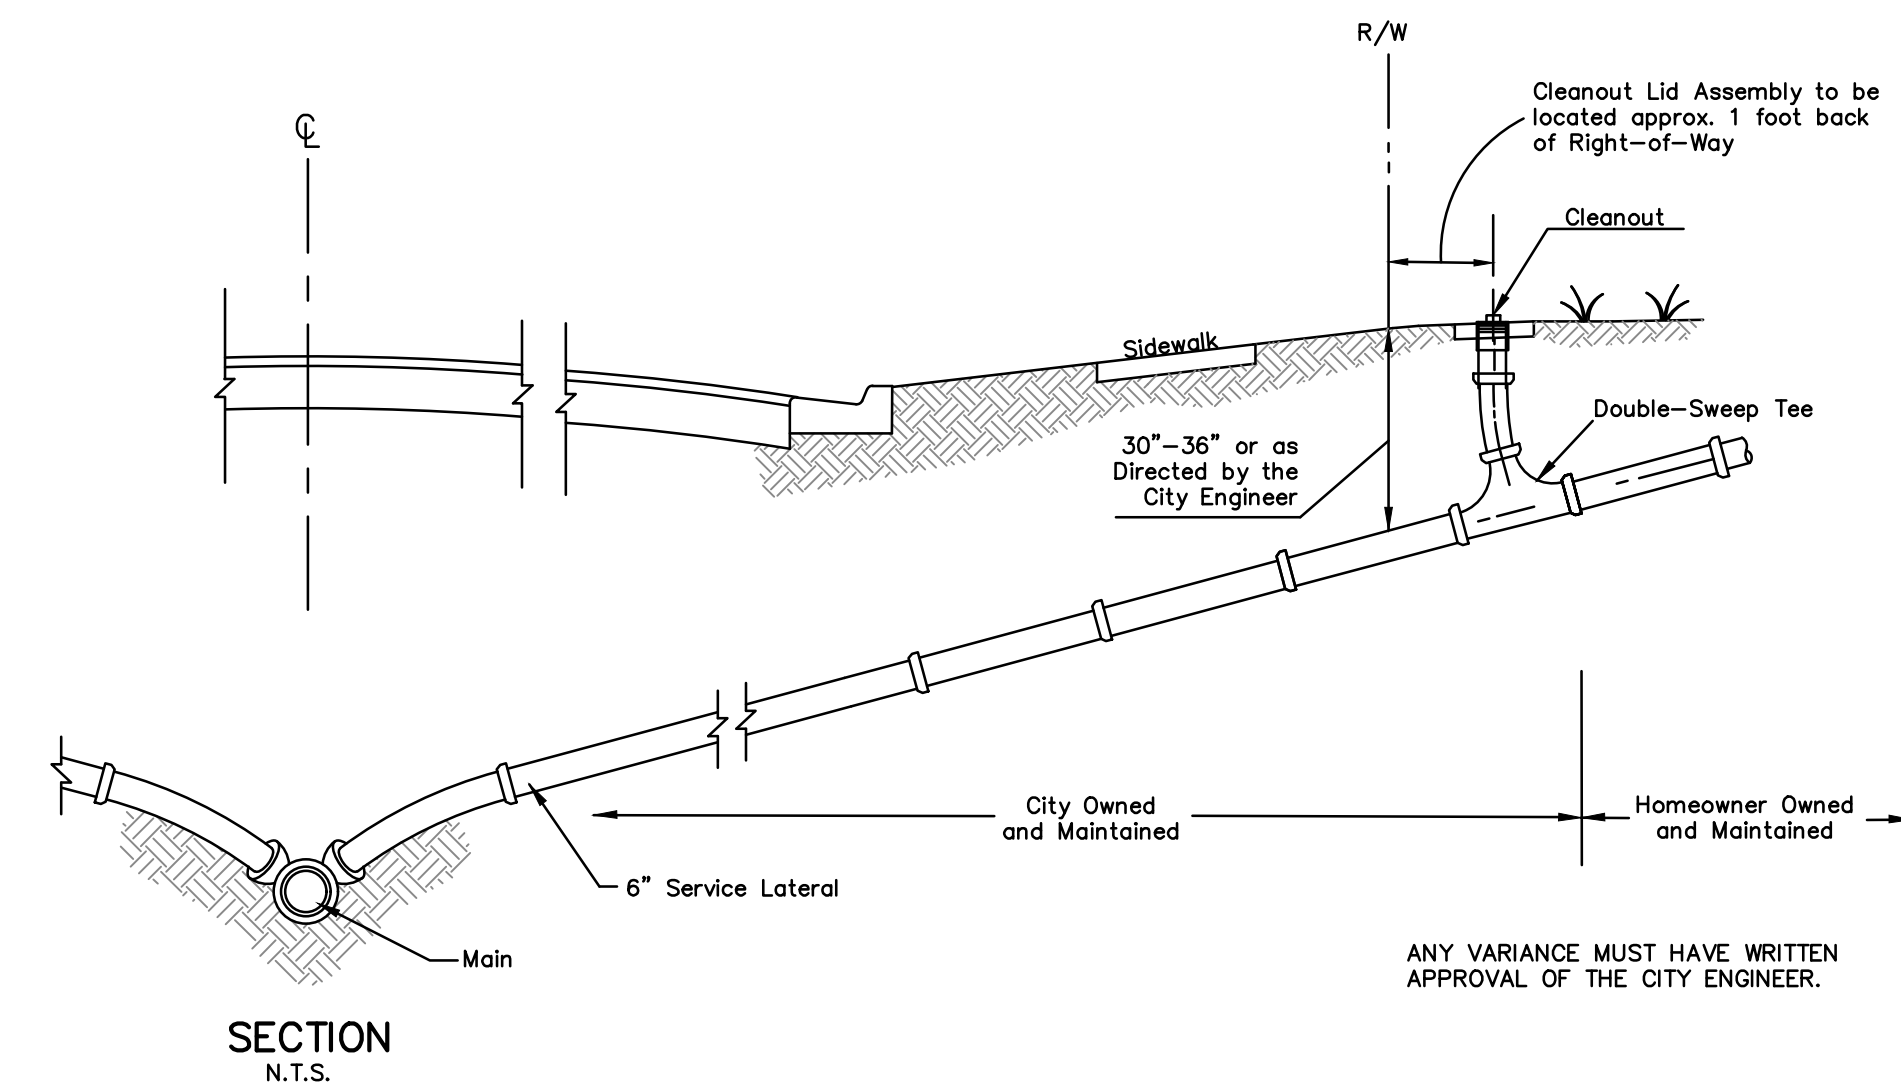 R/W
Cleanout Lid Assembly to be
located approx. 1 foot back
of Right-of-Way
℄
Cleanout
Sidewalk
Double-Sweep Tee
30"-36" or as
Directed by the
City Engineer
City Owned
and Maintained
Homeowner Owned
and Maintained
6" Service Lateral
Main
ANY VARIANCE MUST HAVE WRITTEN
APPROVAL OF THE CITY ENGINEER.
SECTION
N.T.S.